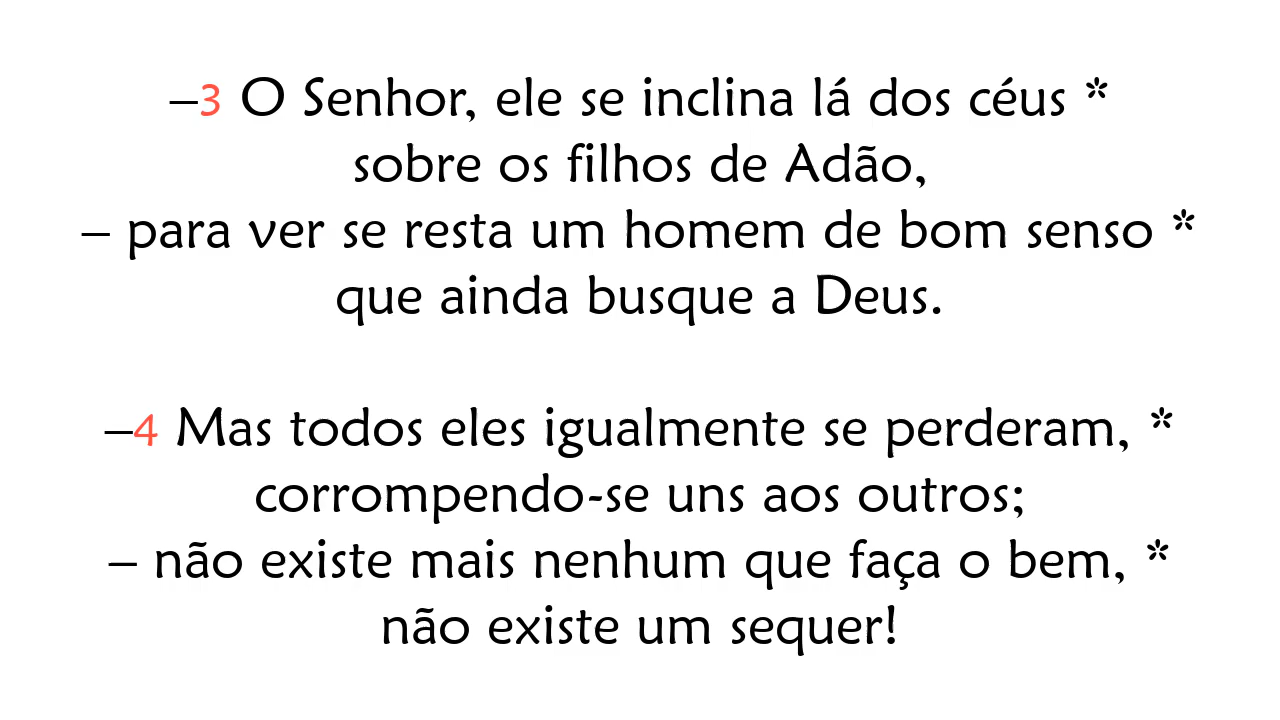 –3 O Senhor, ele se inclina lá dos céus *
sobre os filhos de Adão,
– para ver se resta um homem de bom senso *
que ainda busque a Deus.
–4 Mas todos eles igualmente se perderam, *
corrompendo-se uns aos outros;
– não existe mais nenhum que faça o bem, *
não existe um sequer!